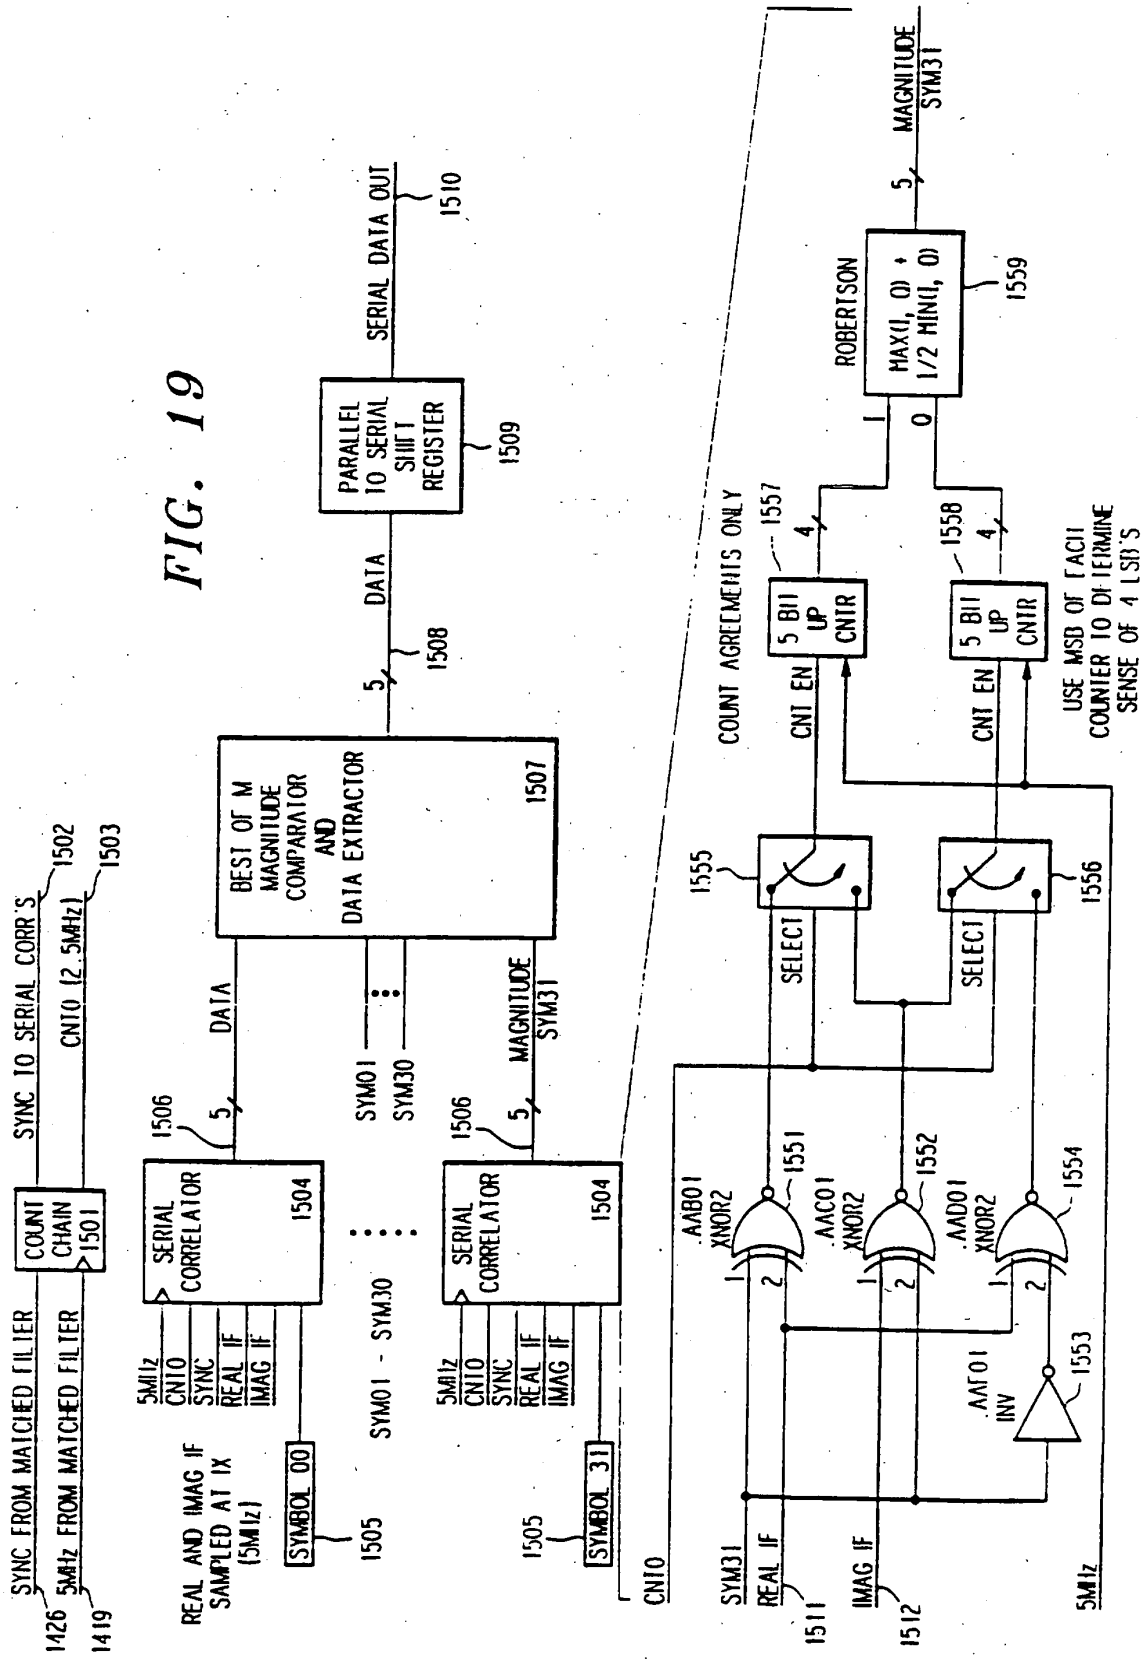 FIG. 19
SYNC FROM MATCHED FILTER
1426
5MHz FROM MATCHED FILTER
1419
COUNT
CHAIN
1501
SYNC TO SERIAL CORR'S
1502
CNT0 (2.5MHz)
1503
REAL AND IMAG IF
SAMPLED AT 1X
(5MHz)
5MHz
CNT0
SYNC
REAL IF
IMAG IF
SYMBOL 00
1505
SERIAL
CORRELATOR
1504
1506
5
DATA
SYM01 - SYM30
SYM01
SYM30
5MHz
CNT0
SYNC
REAL IF
IMAG IF
SYMBOL 31
1505
SERIAL
CORRELATOR
1504
1506
5
MAGNITUDE
SYM31
BEST OF M
MAGNITUDE
COMPARATOR
AND
DATA EXTRACTOR
1507
5
1508
DATA
PARALLEL
TO SERIAL
SHIFT
REGISTER
1509
SERIAL DATA OUT
1510
CNT0
SYM31
REAL IF
1511
IMAG IF
1512
5MHz
.AAE01
INV
1553
.AAB01
XNOR2
1
2
1551
.AAC01
XNOR2
1
2
1552
.AAD01
XNOR2
1
2
1554
SELECT
1555
SELECT
1556
COUNT AGREEMENTS ONLY
CNT EN
5 BIT
UP
CNTR
1557
4
CNT EN
5 BIT
UP
CNTR
1558
4
USE MSB OF EACH
COUNTER TO DETERMINE
SENSE OF 4 LSB'S
I
Q
ROBERTSON
MAX(I, Q) +
1/2 MIN(I, Q)
1559
5
MAGNITUDE
SYM31